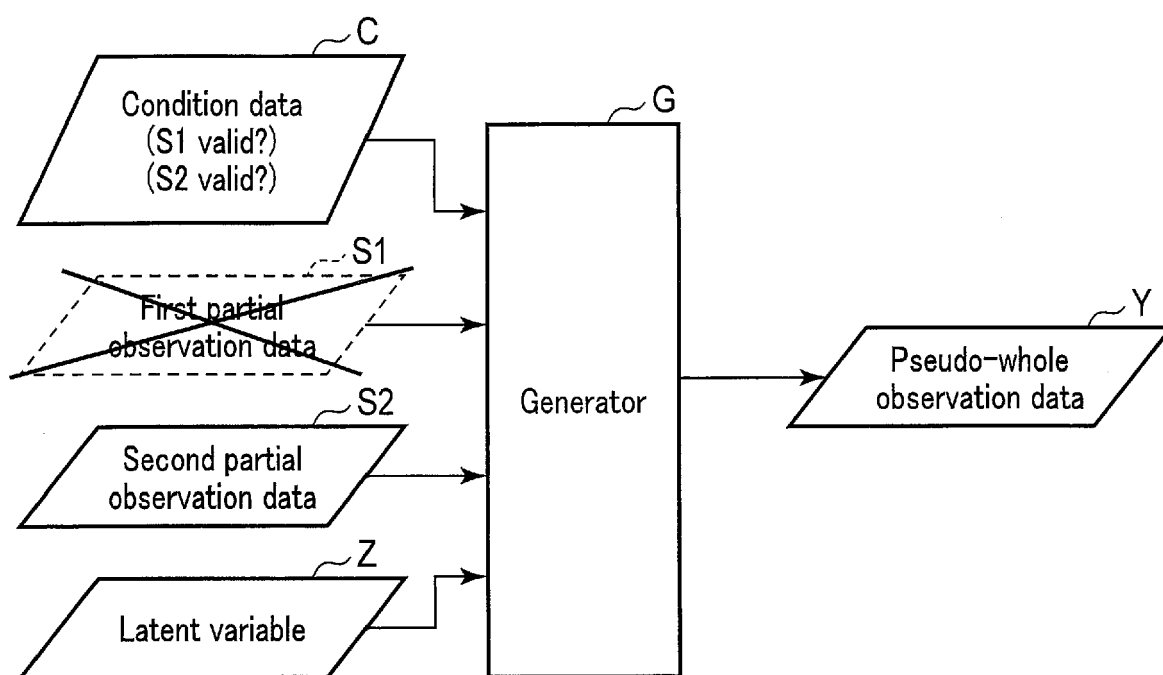 C
Condition data
(S1 valid?)
(S2 valid?)
G
S1
First partial
observation data
S2
Second partial
observation data
Z
Latent variable
Generator
Y
Pseudo-whole
observation data